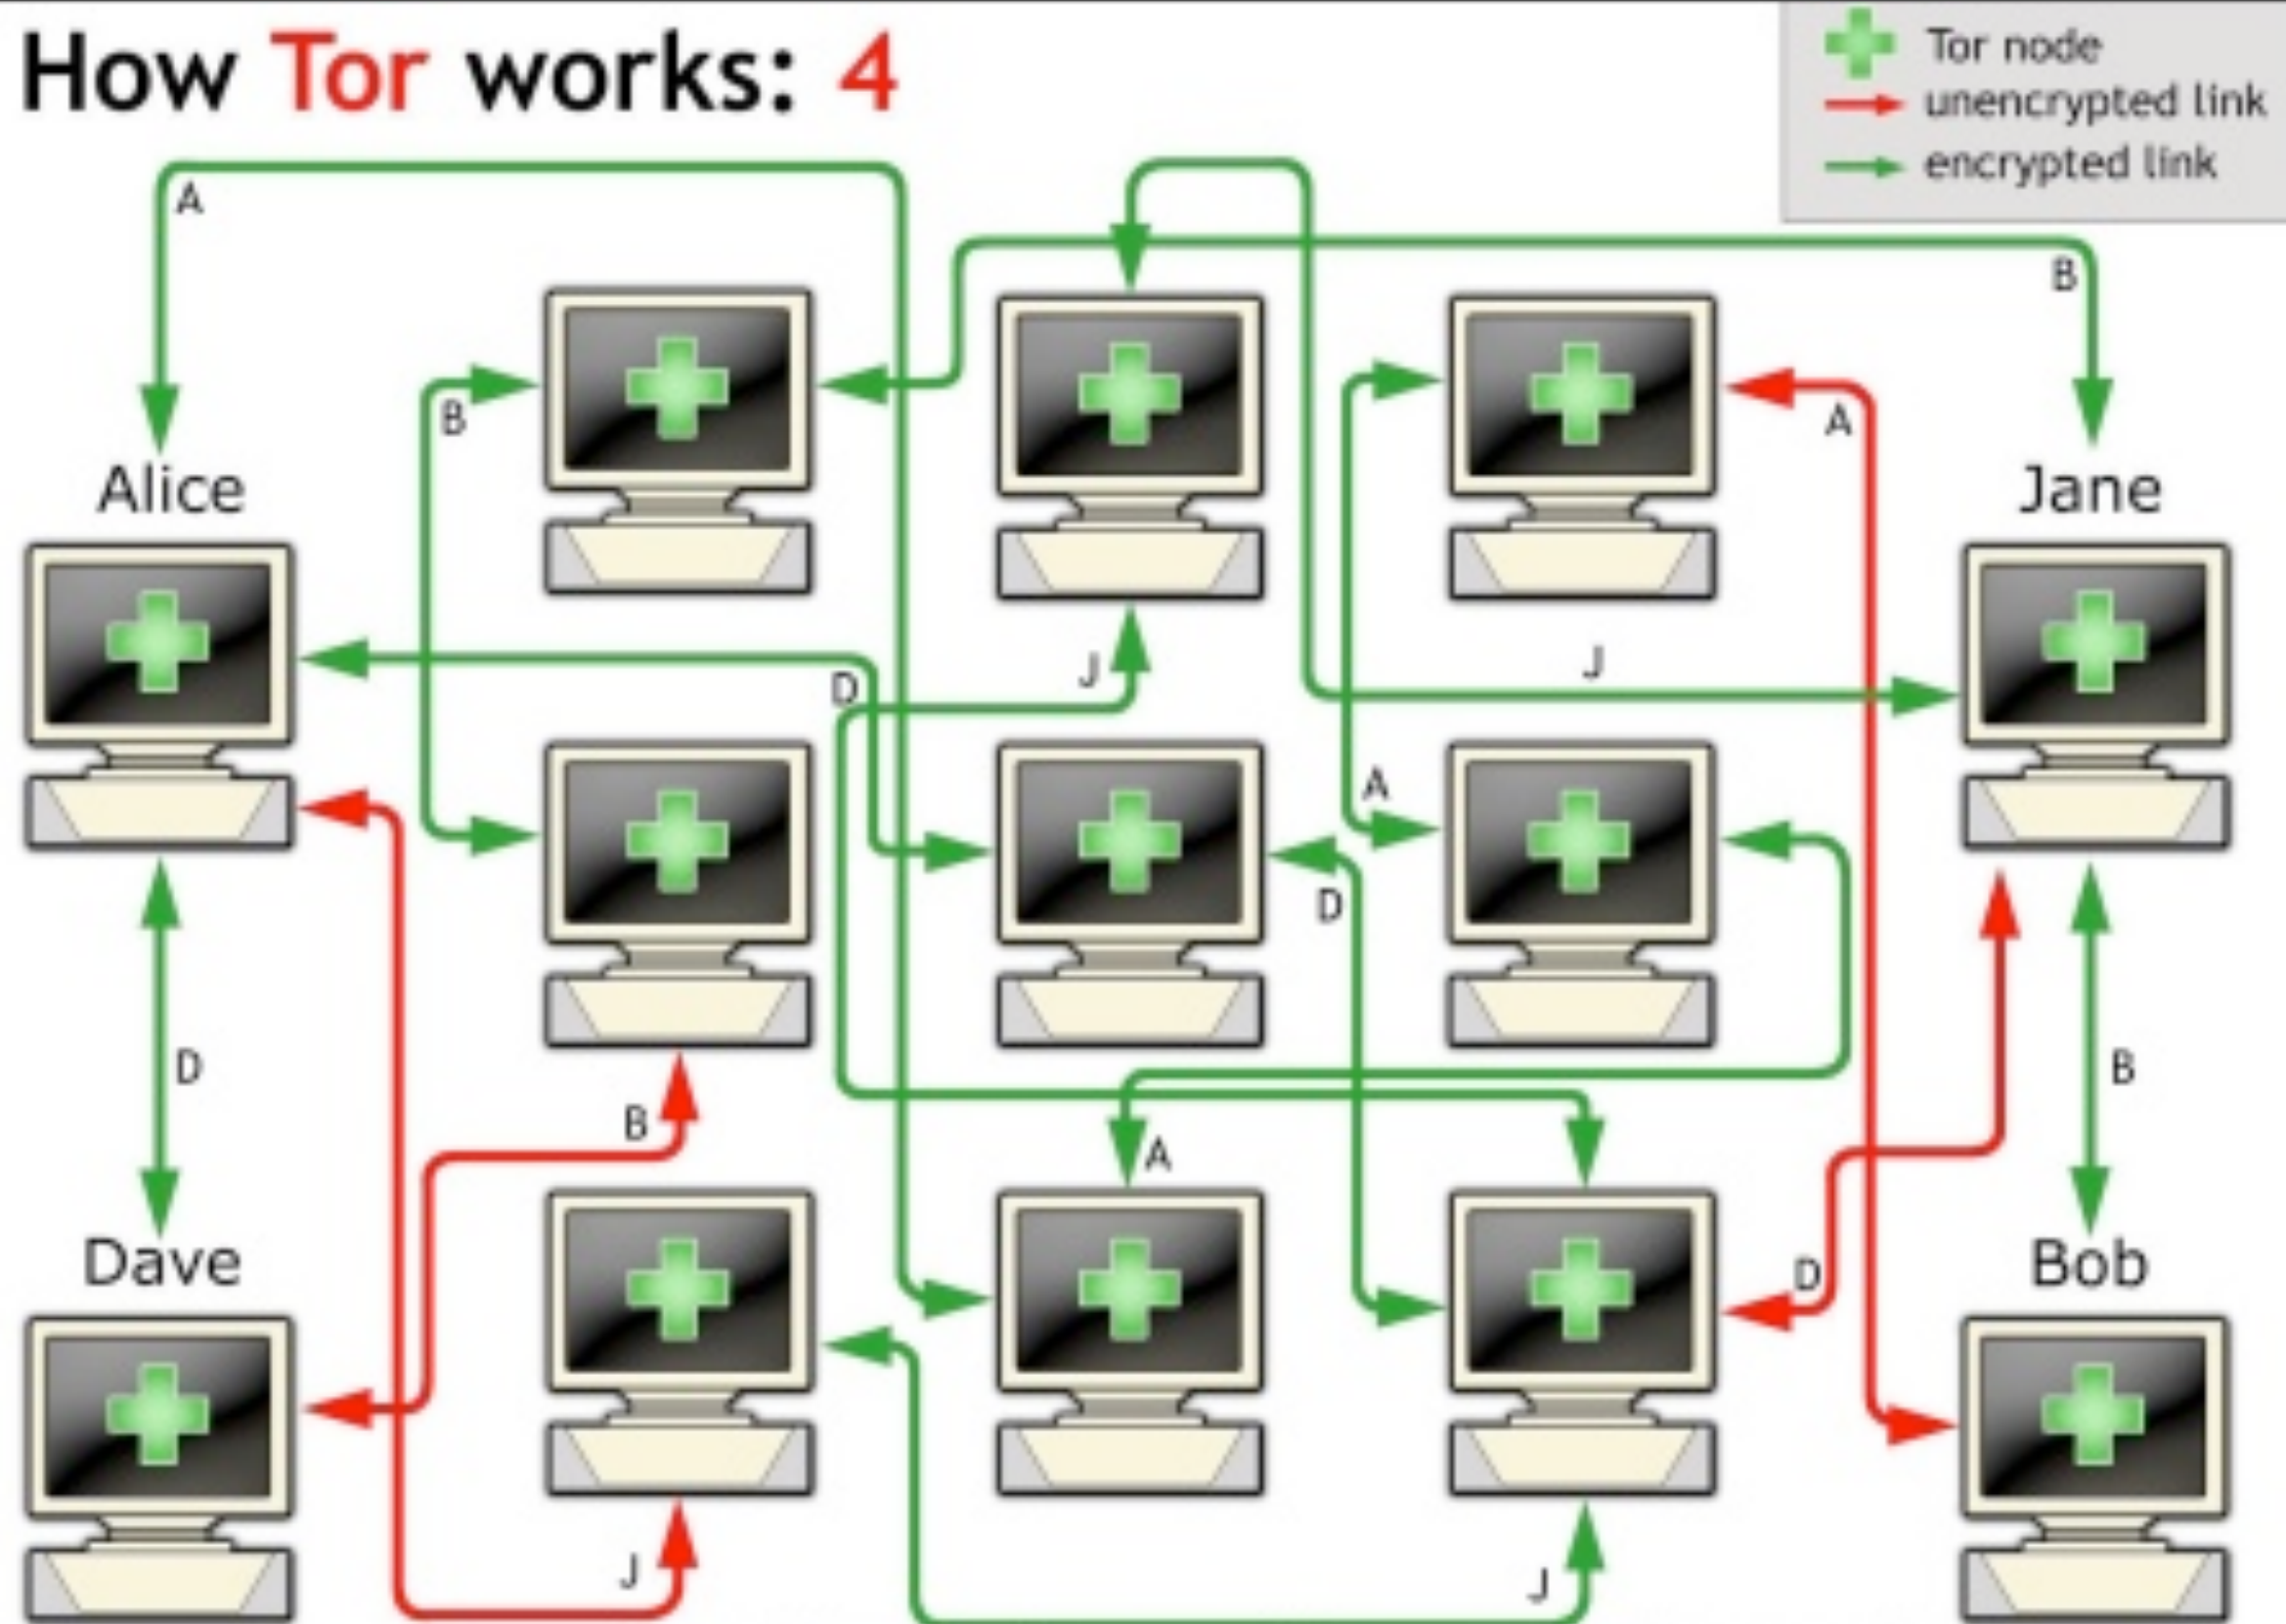 How Tor works: 4
Tor node
unencrypted link
encrypted link
A
B
B
A
Alice
Jane
J
J
D
A
D
D
B
B
A
Dave
D
Bob
J
J